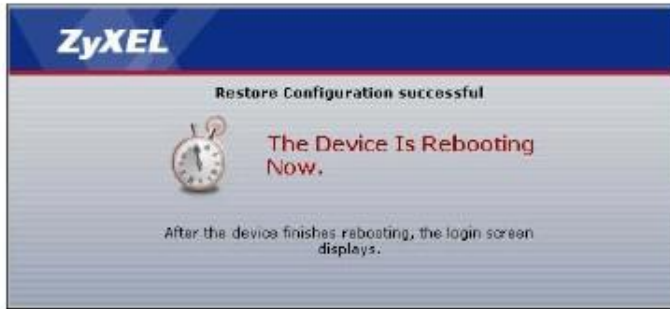 ZyXEL
Restore Configuration successful
The Device Is Rebooting
Now.
After the device finishes rebooting, the login screen
displays.